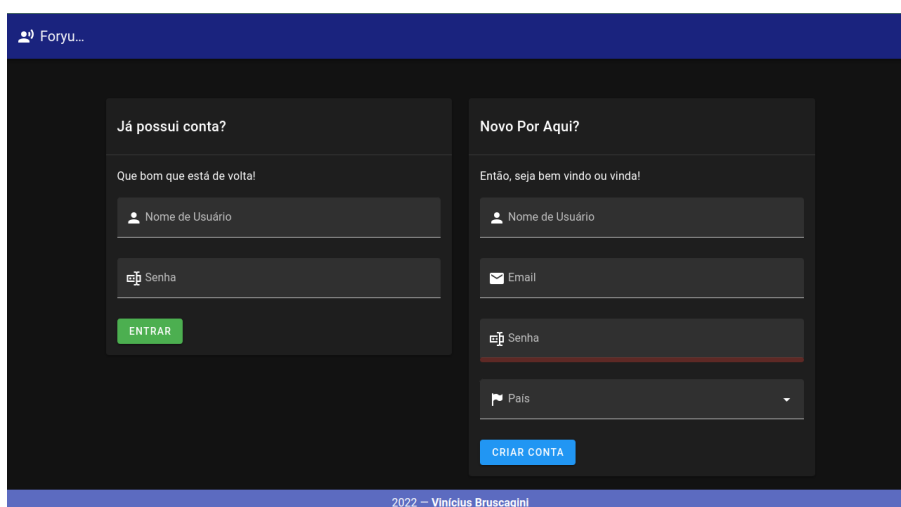 Foryu...
Já possui conta?
Que bom que está de volta!
Nome de Usuário
Senha
ENTRAR
Novo Por Aqui?
Então, seja bem vindo ou vinda!
Nome de Usuário
Email
Senha
País
CRIAR CONTA
2022 — Vinícius Bruscagini